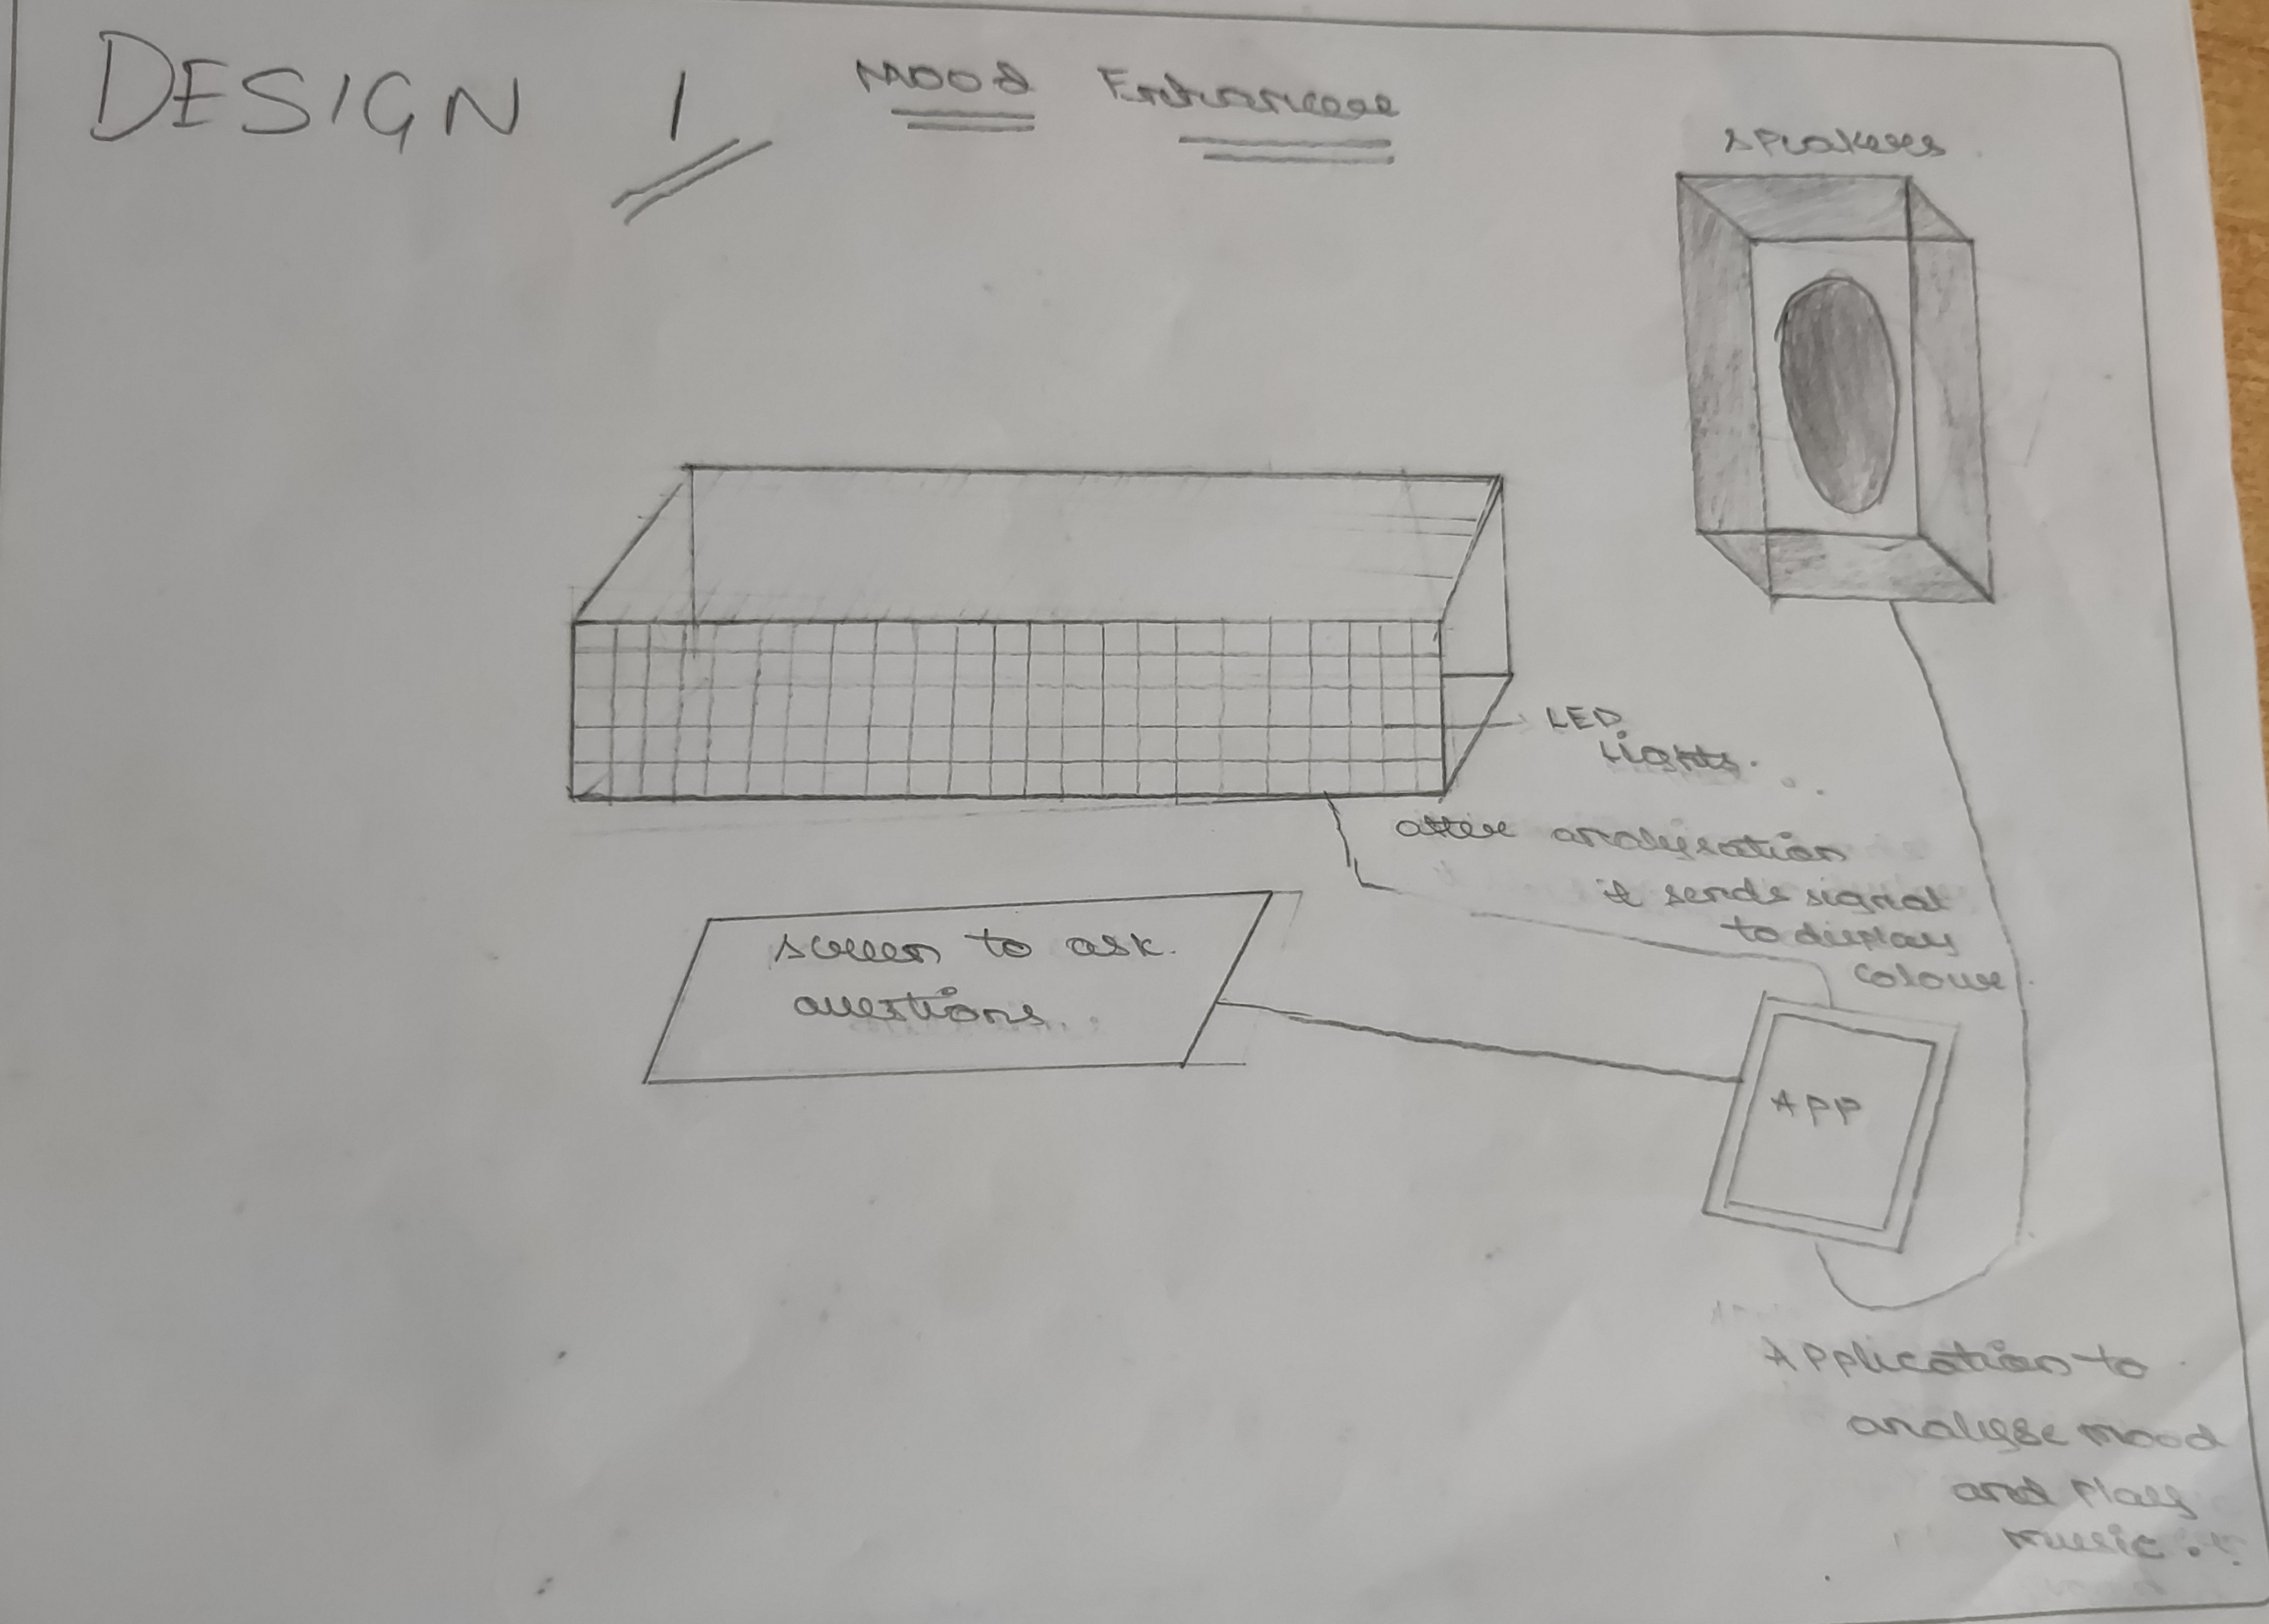 DESIGN 1
Mood Enhancer
Speakers
LED
Lights.
after analysation
it sends signal
to display
colour.
screen to ask.
questions.
APP
Application to
analyse mood
and Play
music.